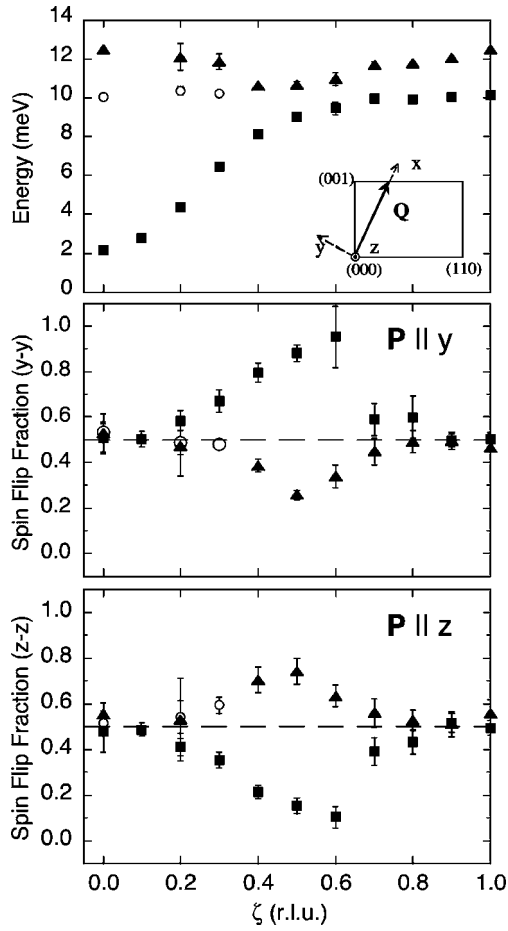 14
12
10
8
6
4
2
0
Energy (meV)
(001)
x
Q
y
z
(000)
(110)
P || y
1.0
0.8
0.6
0.4
0.2
0.0
Spin Flip Fraction (y-y)
P || z
1.0
0.8
0.6
0.4
0.2
0.0
Spin Flip Fraction (z-z)
0.0 0.2 0.4 0.6 0.8 1.0
ζ (r.l.u.)